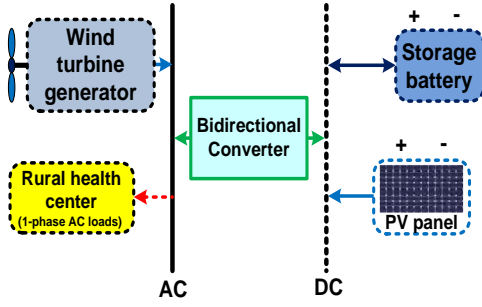 Wind
turbine
generator
Rural health
center
(1-phase AC loads)
AC
Bidirectional
Converter
DC
+ -
Storage
battery
+ -
PV panel